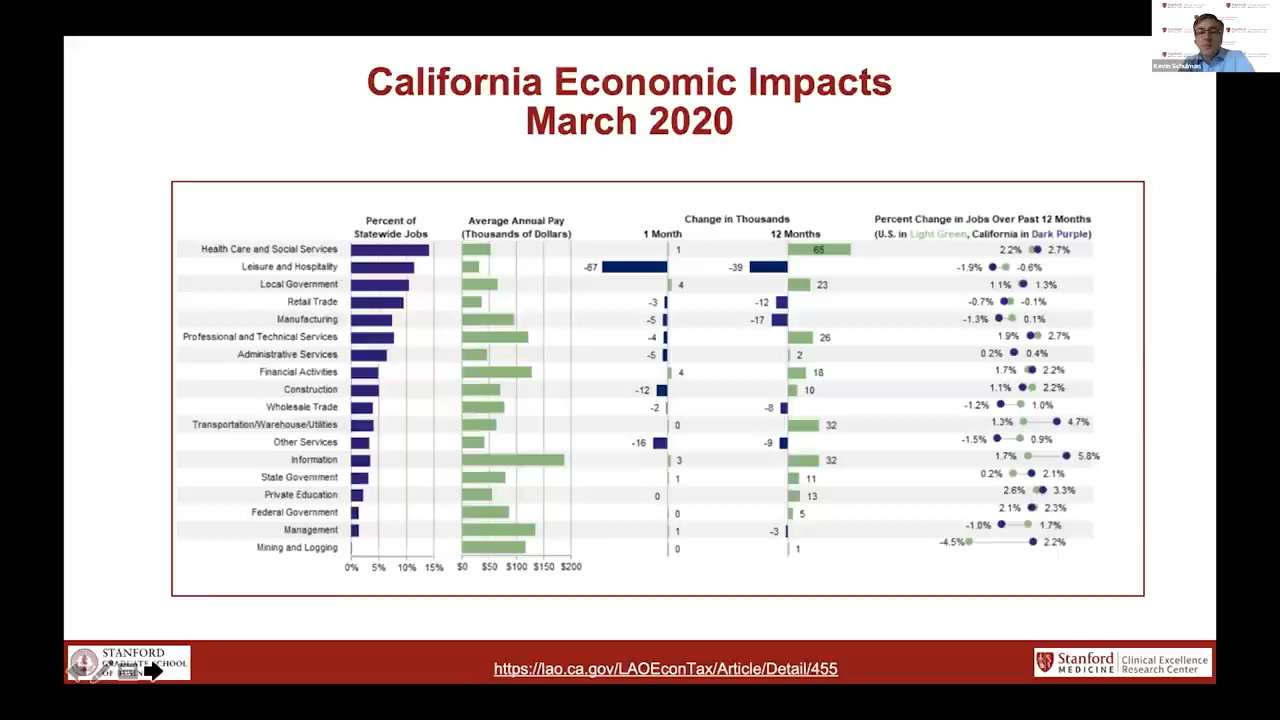 Stanford
Kevin Schulman
California Economic Impacts
March 2020
Percent of
Statewide Jobs
Average Annual Pay
(Thousands of Dollars)
Change in Thousands
1 Month 12 Months
Percent Change in Jobs Over Past 12 Months
(U.S. in Light Green, California in Dark Purple)
Health Care and Social Services 1 65 2.2% 2.7%
Leisure and Hospitality -67 -39 -1.9% -0.6%
Local Government 4 23 1.1% 1.3%
Retail Trade -3 -12 -0.7% -0.1%
Manufacturing -5 -17 -1.3% 0.1%
Professional and Technical Services -4 26 1.9% 2.7%
Administrative Services -5 2 0.2% 0.4%
Financial Activities 4 18 1.7% 2.2%
Construction -12 10 1.1% 2.2%
Wholesale Trade -2 -8 -1.2% 1.0%
Transportation/Warehouse/Utilities 0 32 1.3% 4.7%
Other Services -16 -9 -1.5% 0.9%
Information 3 32 1.7% 5.8%
State Government 1 11 0.2% 2.1%
Private Education 0 13 2.6% 3.3%
Federal Government 0 5 2.1% 2.3%
Management 1 -3 -1.0% 1.7%
Mining and Logging 0 1 -4.5% 2.2%
0% 5% 10% 15% $0 $50 $100 $150 $200
STANFORD
GRADUATE SCHOOL
OF
https://lao.ca.gov/LAOEconTax/Article/Detail/455
Stanford
MEDICINE
Clinical Excellence
Research Center